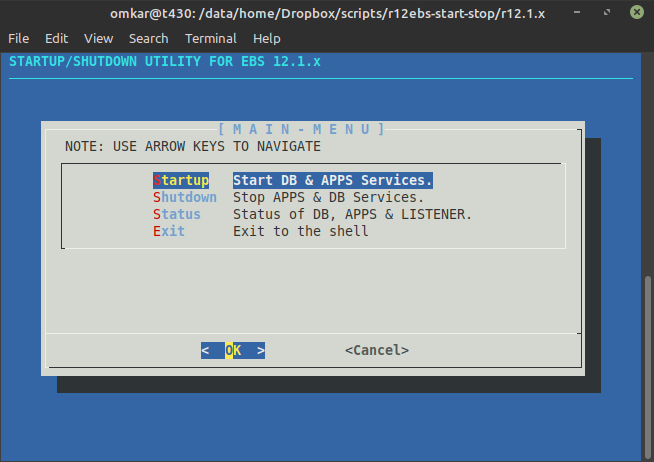 omkar@t430: /data/home/Dropbox/scripts/r12ebs-start-stop/r12.1.x
File Edit View Search Terminal Help
STARTUP/SHUTDOWN UTILITY FOR EBS 12.1.x
[ M A I N - M E N U ]
NOTE: USE ARROW KEYS TO NAVIGATE
Startup Start DB & APPS Services.
Shutdown Stop APPS & DB Services.
Status Status of DB, APPS & LISTENER.
Exit Exit to the shell
< OK > <Cancel>